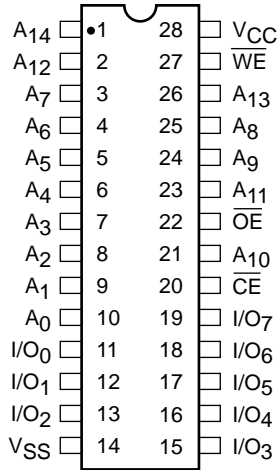 A14 1 28 VCC
A12 2 27 WE
A7 3 26 A13
A6 4 25 A8
A5 5 24 A9
A4 6 23 A11
A3 7 22 OE
A2 8 21 A10
A1 9 20 CE
A0 10 19 I/O7
I/O0 11 18 I/O6
I/O1 12 17 I/O5
I/O2 13 16 I/O4
VSS 14 15 I/O3